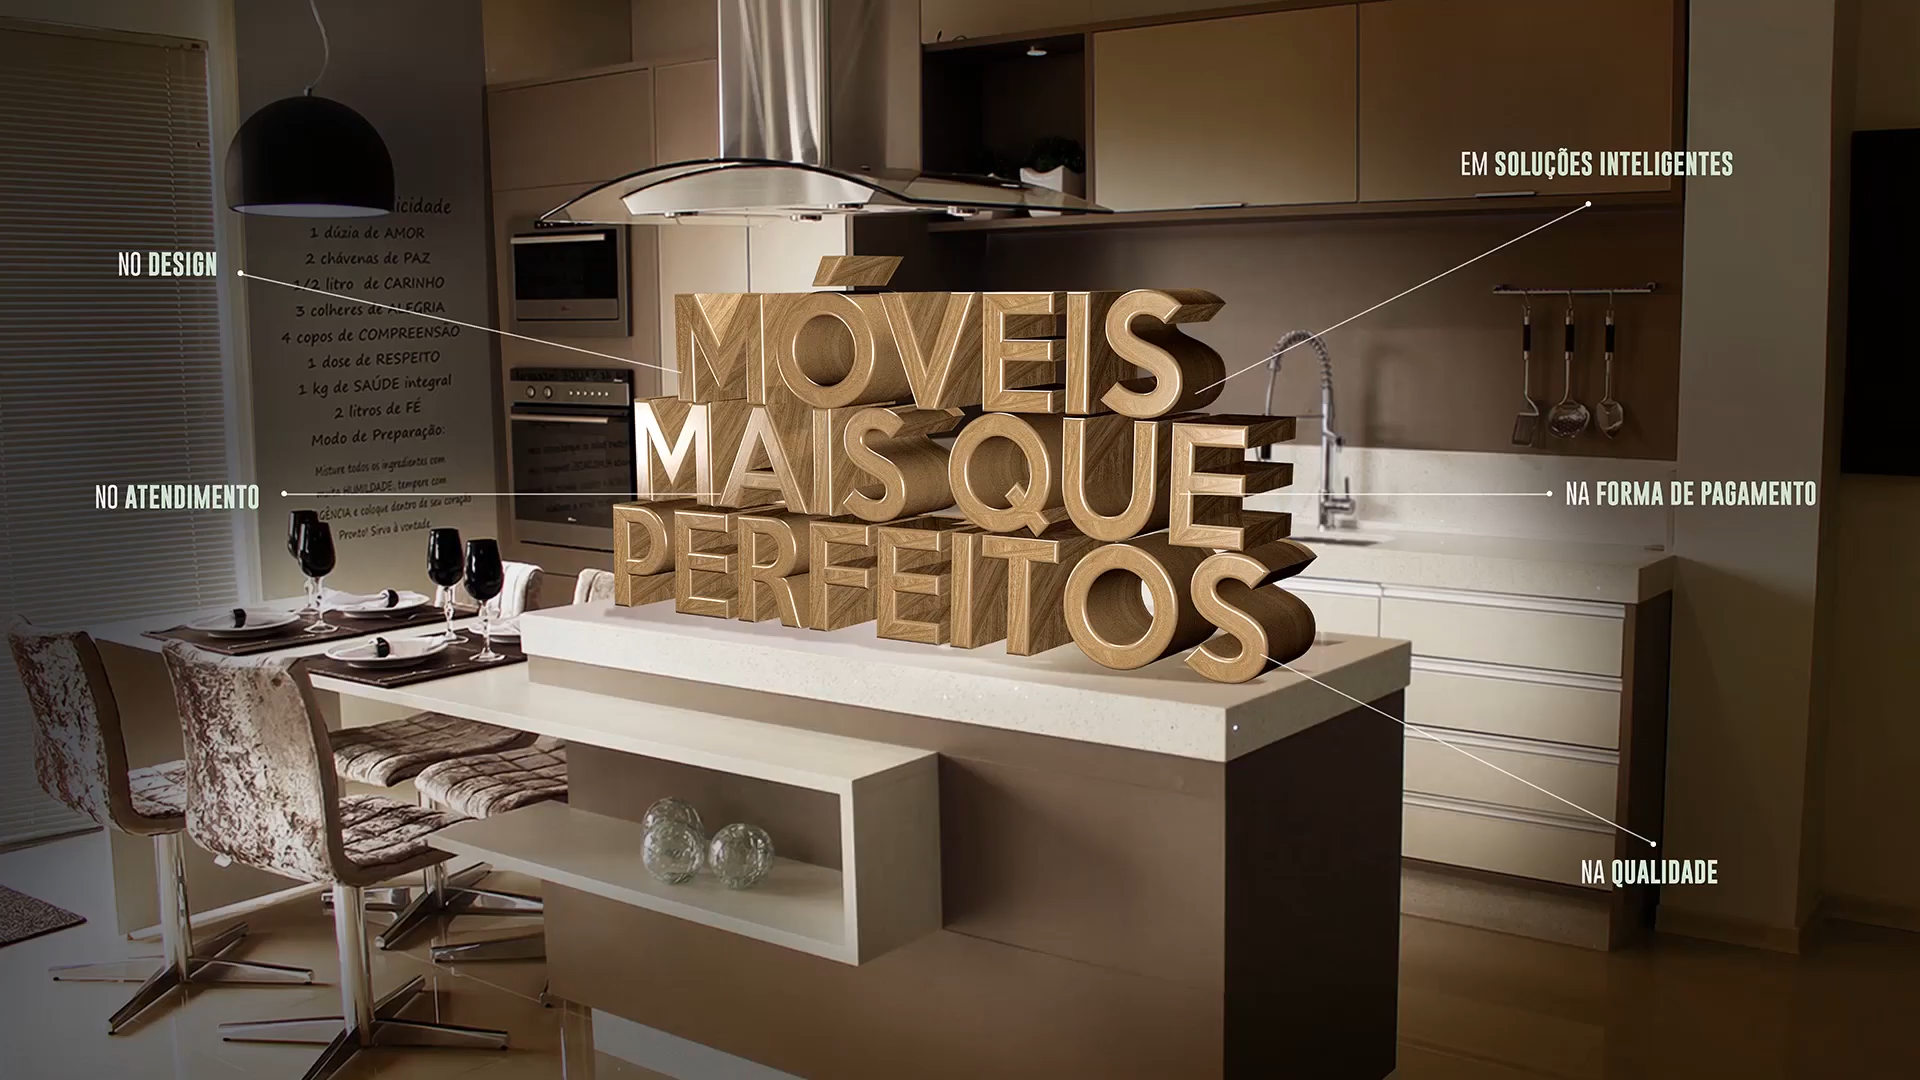 EM SOLUÇÕES INTELIGENTES
NO DESIGN
MÓVEIS
MAIS QUE
PERFEITOS
NO ATENDIMENTO
NA FORMA DE PAGAMENTO
NA QUALIDADE
licidade
1 dúzia de AMOR
2 chávenas de PAZ
1/2 litro de CARINHO
3 colheres de ALEGRIA
4 copos de COMPREENSÃO
1 dose de RESPEITO
1 kg de SAÚDE integral
2 litros de FÉ
Modo de Preparação:
Misture todos os ingredientes com
muita HUMILDADE, tempere com
GÊNCIA e coloque dentro de seu coração
Pronto! Sirva à vontade.